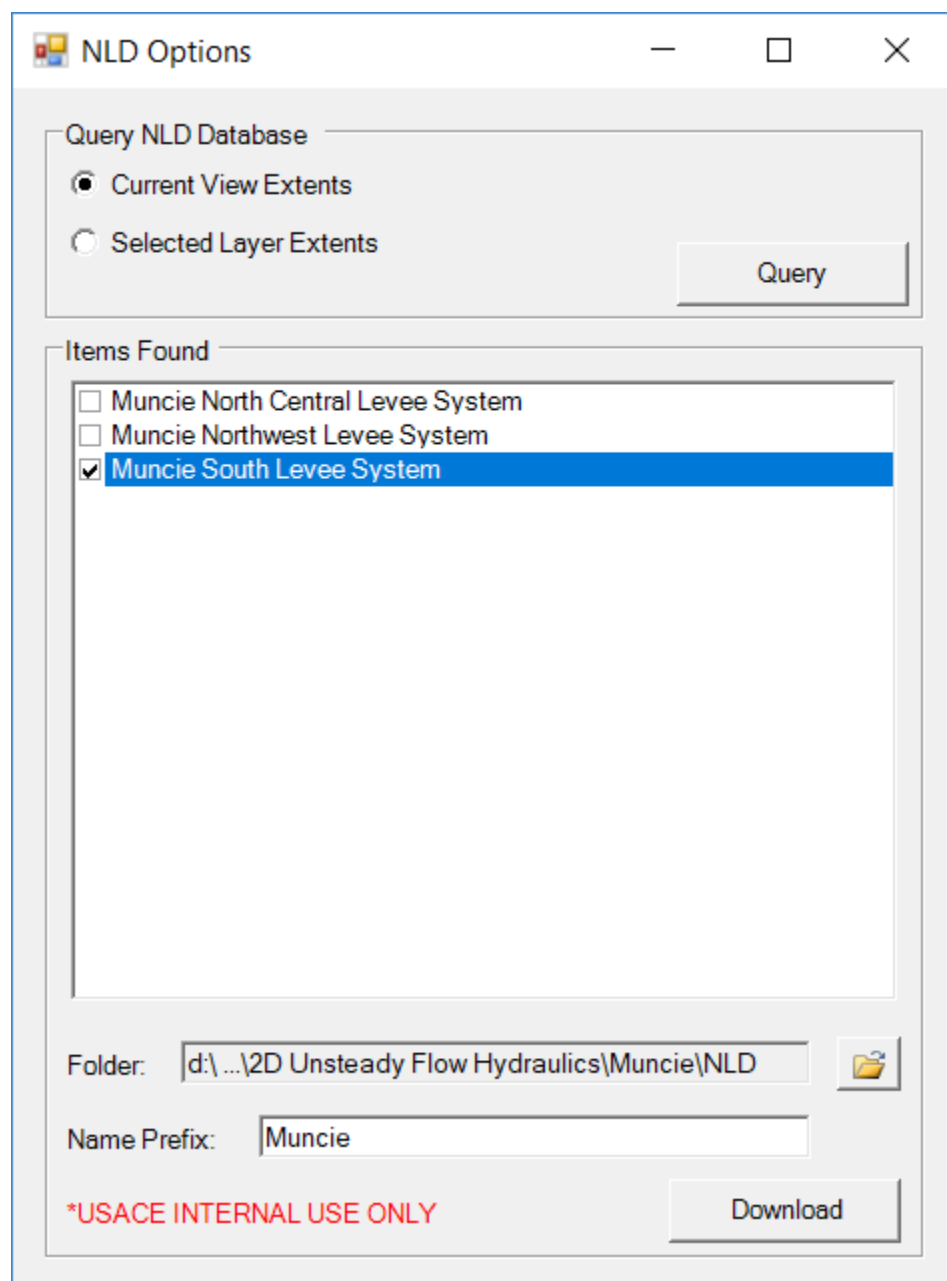 NLD Options
Query NLD Database
Current View Extents
Selected Layer Extents
Query
Items Found
Muncie North Central Levee System
Muncie Northwest Levee System
Muncie South Levee System
Folder: d:\ ...\2D Unsteady Flow Hydraulics\Muncie\NLD
Name Prefix: Muncie
*USACE INTERNAL USE ONLY
Download